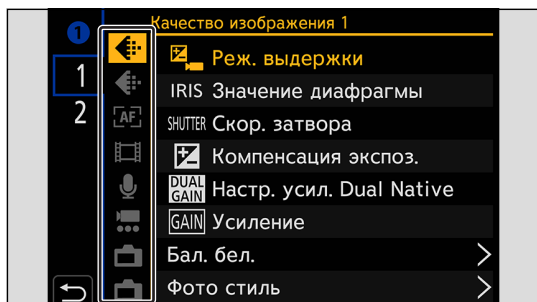 Качество изображения 1
1
1
2
AF
Реж. выдержки
IRIS Значение диафрагмы
SHUTTER Скор. затвора
Компенсация экспоз.
DUAL GAIN Настр. усил. Dual Native
GAIN Усиление
Бал. бел.
Фото стиль